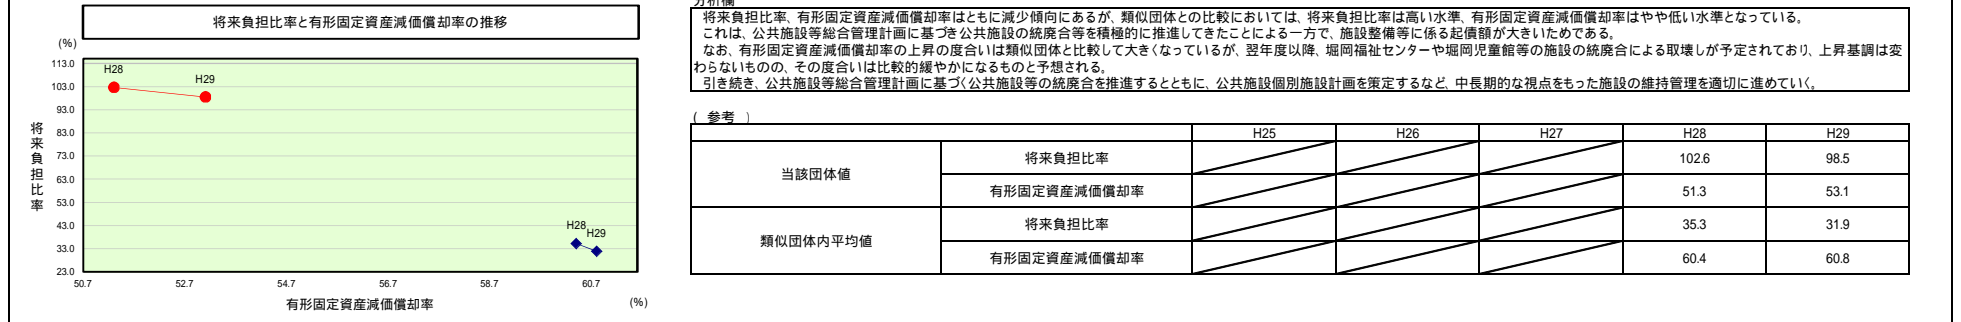 将来負担比率と有形固定資産減価償却率の推移
(%)
113.0
103.0
93.0
83.0
73.0
63.0
53.0
43.0
33.0
23.0
将来負担比率
H28
H29
H28
H29
50.7 52.7 54.7 56.7 58.7 60.7
有形固定資産減価償却率
(%)
分析欄
将来負担比率、有形固定資産減価償却率はともに減少傾向にあるが、類似団体との比較においては、将来負担比率は高い水準、有形固定資産減価償却率はやや低い水準となっている。
これは、公共施設等総合管理計画に基づき公共施設の統廃合等を積極的に推進してきたことによる一方で、施設整備等に係る起債額が大きいためである。
なお、有形固定資産減価償却率の上昇の度合いは類似団体と比較して大きくなっているが、翌年度以降、堀岡福祉センターや堀岡児童館等の施設の統廃合による取壊しが予定されており、上昇基調は変
わらないものの、その度合いは比較的緩やかになるものと予想される。
引き続き、公共施設等総合管理計画に基づく公共施設等の統廃合を推進するとともに、公共施設個別施設計画を策定するなど、中長期的な視点をもった施設の維持管理を適切に進めていく。
(参考)
H25 H26 H27 H28 H29
当該団体値
将来負担比率 102.6 98.5
有形固定資産減価償却率 51.3 53.1
類似団体内平均値
将来負担比率 35.3 31.9
有形固定資産減価償却率 60.4 60.8